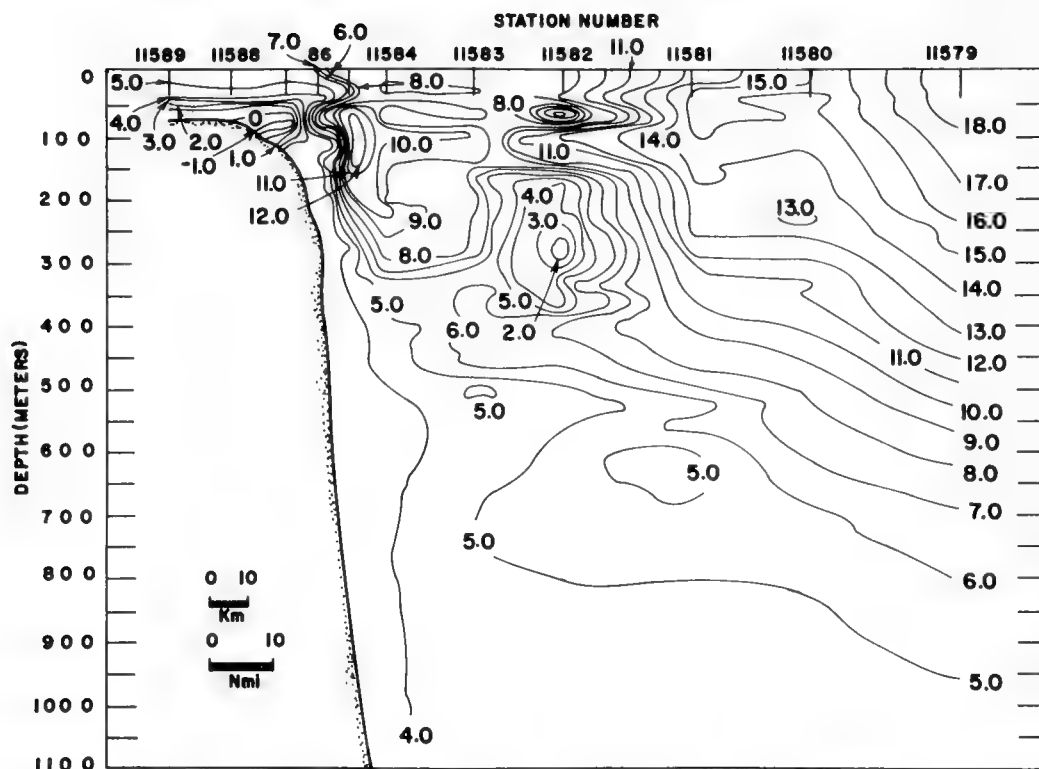 STATION NUMBER
7.0 6.0 11.0
11589 11588 86 11584 11583 11582 11581 11580 11579
0
5.0 8.0 15.0
4.0 0 8.0 18.0
3.0 2.0 10.0 14.0
100 -1.0 1.0 11.0
11.0 4.0 17.0
200 12.0 9.0 3.0 13.0 16.0
8.0 15.0
300 5.0 5.0 14.0
6.0 2.0 13.0
400 11.0 12.0
500 5.0 10.0
9.0
600 5.0 8.0
7.0
700
5.0
800 6.0
0 10
Km
900 0 10
Nmi 5.0
1000
4.0
1100
DEPTH (METERS)